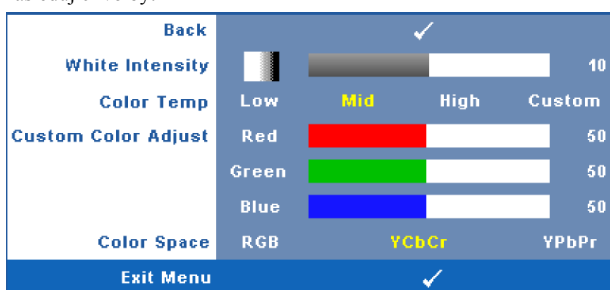 Back
White Intensity 10
Color Temp Low Mid High Custom
Custom Color Adjust Red 50
Green 50
Blue 50
Color Space RGB YCbCr YPbPr
Exit Menu